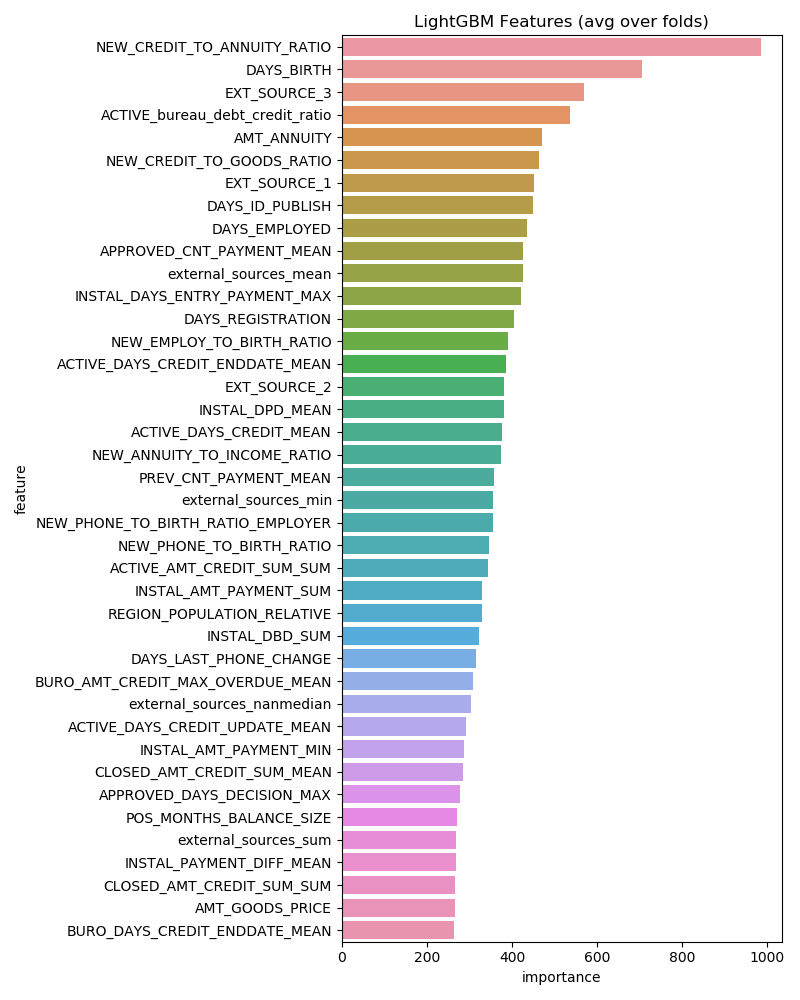 LightGBM Features (avg over folds)
NEW_CREDIT_TO_ANNUITY_RATIO
DAYS_BIRTH
EXT_SOURCE_3
ACTIVE_bureau_debt_credit_ratio
AMT_ANNUITY
NEW_CREDIT_TO_GOODS_RATIO
EXT_SOURCE_1
DAYS_ID_PUBLISH
DAYS_EMPLOYED
APPROVED_CNT_PAYMENT_MEAN
external_sources_mean
INSTAL_DAYS_ENTRY_PAYMENT_MAX
DAYS_REGISTRATION
NEW_EMPLOY_TO_BIRTH_RATIO
ACTIVE_DAYS_CREDIT_ENDDATE_MEAN
EXT_SOURCE_2
INSTAL_DPD_MEAN
ACTIVE_DAYS_CREDIT_MEAN
NEW_ANNUITY_TO_INCOME_RATIO
PREV_CNT_PAYMENT_MEAN
external_sources_min
NEW_PHONE_TO_BIRTH_RATIO_EMPLOYER
NEW_PHONE_TO_BIRTH_RATIO
ACTIVE_AMT_CREDIT_SUM_SUM
INSTAL_AMT_PAYMENT_SUM
REGION_POPULATION_RELATIVE
INSTAL_DBD_SUM
DAYS_LAST_PHONE_CHANGE
BURO_AMT_CREDIT_MAX_OVERDUE_MEAN
external_sources_nanmedian
ACTIVE_DAYS_CREDIT_UPDATE_MEAN
INSTAL_AMT_PAYMENT_MIN
CLOSED_AMT_CREDIT_SUM_MEAN
APPROVED_DAYS_DECISION_MAX
POS_MONTHS_BALANCE_SIZE
external_sources_sum
INSTAL_PAYMENT_DIFF_MEAN
CLOSED_AMT_CREDIT_SUM_SUM
AMT_GOODS_PRICE
BURO_DAYS_CREDIT_ENDDATE_MEAN
feature
0 200 400 600 800 1000
importance